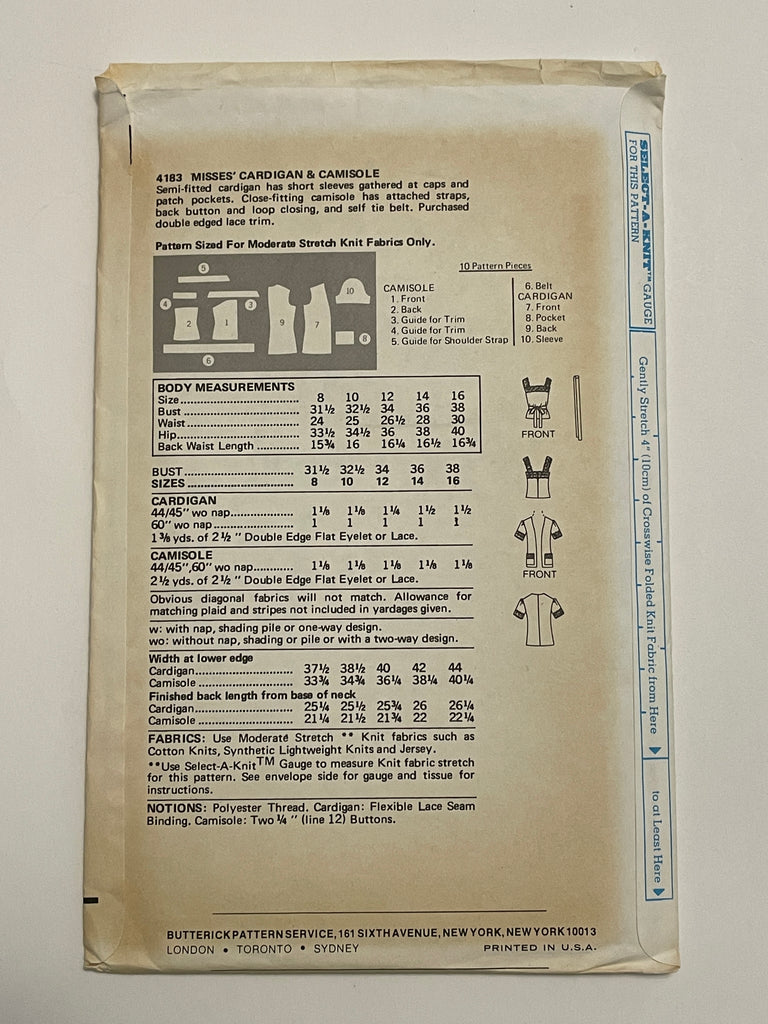 4183 MISSES' CARDIGAN & CAMISOLE
Semi-fitted cardigan has short sleeves gathered at caps and
patch pockets. Close-fitting camisole has attached straps,
back button and loop closing, and self tie belt. Purchased
double edged lace trim.
Pattern Sized For Moderate Stretch Knit Fabrics Only.
5
4
3
2
1
9
7
10
8
6
10 Pattern Pieces
CAMISOLE
1. Front
2. Back
3. Guide for Trim
4. Guide for Trim
5. Guide for Shoulder Strap
6. Belt
CARDIGAN
7. Front
8. Pocket
9. Back
10. Sleeve
BODY MEASUREMENTS
Size 8 10 12 14 16
Bust 31½ 32½ 34 36 38
Waist 24 25 26½ 28 30
Hip 33½ 34½ 36 38 40
Back Waist Length 15¾ 16 16¼ 16½ 16¾
BUST 31½ 32½ 34 36 38
SIZES 8 10 12 14 16
CARDIGAN
44/45" wo nap 1⅛ 1⅛ 1¼ 1½ 1½
60" wo nap 1 1 1 1 1
1⅜ yds. of 2½ " Double Edge Flat Eyelet or Lace.
CAMISOLE
44/45",60" wo nap 1⅛ 1⅛ 1⅛ 1⅛ 1⅛
2½ yds. of 2½ " Double Edge Flat Eyelet or Lace.
Obvious diagonal fabrics will not match. Allowance for
matching plaid and stripes not included in yardages given.
w: with nap, shading pile or one-way design.
wo: without nap, shading or pile or with a two-way design.
Width at lower edge
Cardigan 37½ 38½ 40 42 44
Camisole 33¾ 34¾ 36¼ 38¼ 40¼
Finished back length from base of neck
Cardigan 25¼ 25½ 25¾ 26 26¼
Camisole 21¼ 21½ 21¾ 22 22¼
FABRICS: Use Moderate Stretch ** Knit fabrics such as
Cotton Knits, Synthetic Lightweight Knits and Jersey.
**Use Select-A-Knit™ Gauge to measure Knit fabric stretch
for this pattern. See envelope side for gauge and tissue for
instructions.
NOTIONS: Polyester Thread. Cardigan: Flexible Lace Seam
Binding. Camisole: Two ¼ " (line 12) Buttons.
FRONT
FRONT
BUTTERICK PATTERN SERVICE, 161 SIXTH AVENUE, NEW YORK, NEW YORK 10013
LONDON • TORONTO • SYDNEY PRINTED IN U.S.A.
SELECT-A-KNIT™ GAUGE
FOR THIS PATTERN
Gently Stretch 4" (10cm) of Crosswise Folded Knit Fabric from Here
to at Least Here